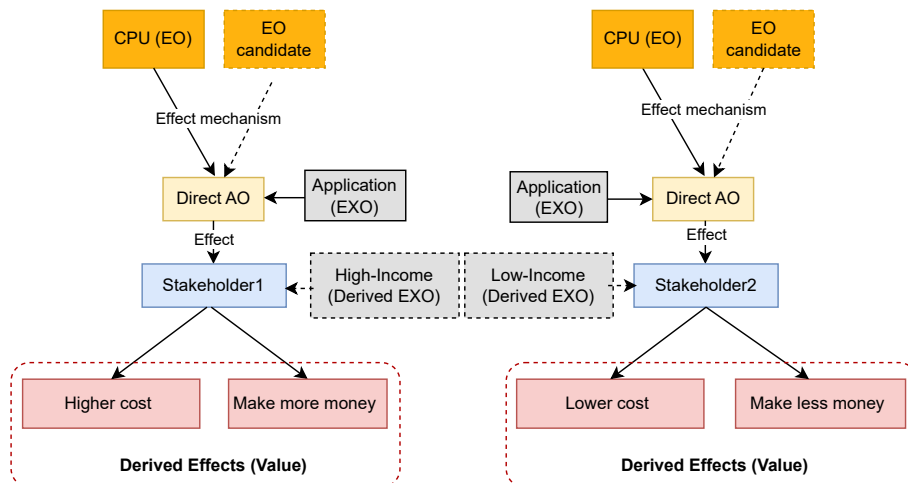 CPU (EO)
EO
candidate
Effect mechanism
Direct AO
Application
(EXO)
Effect
Stakeholder1
High-Income
(Derived EXO)
Higher cost
Make more money
Derived Effects (Value)
CPU (EO)
EO
candidate
Effect mechanism
Application
(EXO)
Direct AO
Effect
Low-Income
(Derived EXO)
Stakeholder2
Lower cost
Make less money
Derived Effects (Value)